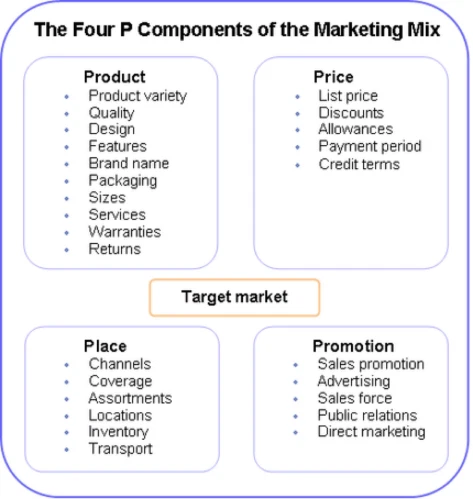 The Four P Components of the Marketing Mix
Product
Product variety
Quality
Design
Features
Brand name
Packaging
Sizes
Services
Warranties
Returns
Price
List price
Discounts
Allowances
Payment period
Credit terms
Target market
Place
Channels
Coverage
Assortments
Locations
Inventory
Transport
Promotion
Sales promotion
Advertising
Sales force
Public relations
Direct marketing